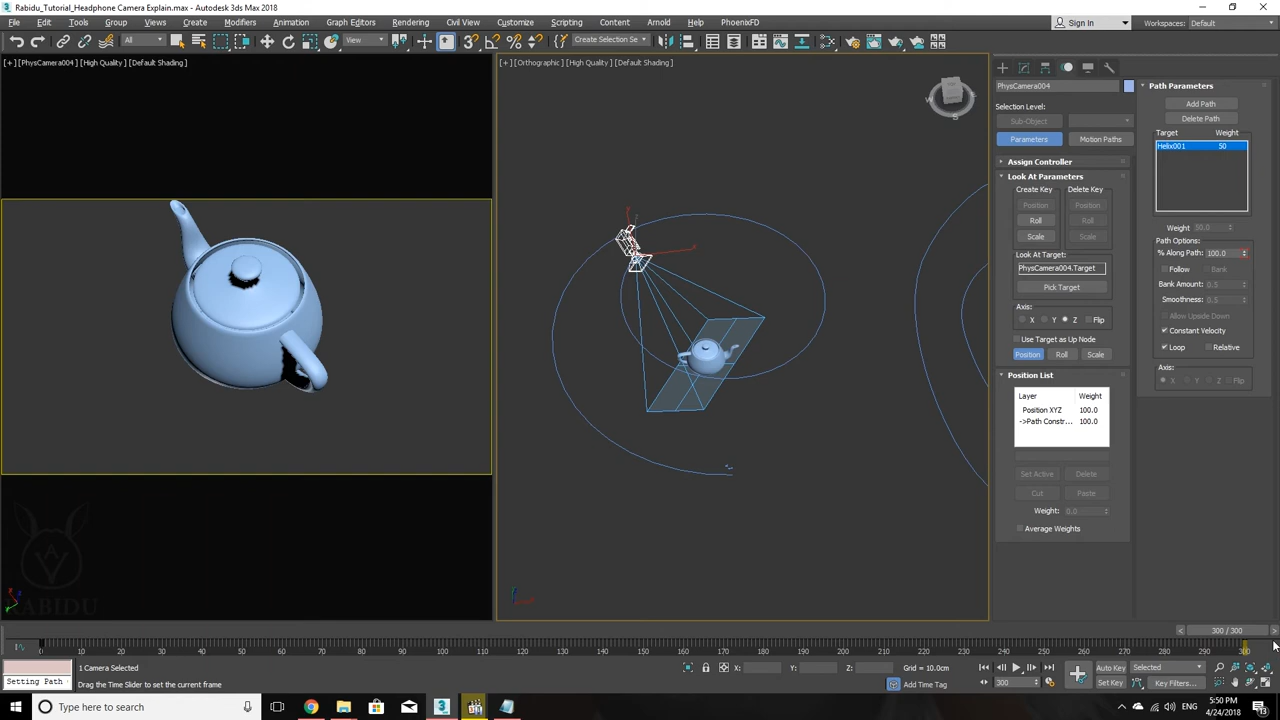 Rabidu_Tutorial_Headphone Camera Explain.max - Autodesk 3ds Max 2018
File Edit Tools Group Views Create Modifiers Animation Graph Editors Rendering Civil View Customize Scripting Content Arnold Help PhoenixFD Sign In Workspaces: Default
All View Create Selection Se
[+] [PhysCamera004] [High Quality] [Default Shading]
[+] [Orthographic] [High Quality] [Default Shading]
W S
PhysCamera004
Selection Level:
Sub-Object
Parameters Motion Paths
Assign Controller
Look At Parameters
Create Key Delete Key
Position Position
Roll Roll
Scale Scale
Look At Target:
PhysCamera004.Target
Pick Target
Axis:
X Y Z Flip
Use Target as Up Node
Position Roll Scale
Position List
Layer Weight
Position XYZ 100.0
->Path Constr... 100.0
Set Active Delete
Cut Paste
Weight: 0.0
Average Weights
Path Parameters
Add Path
Delete Path
Target Weight
Helix001 50
Weight 50.0
Path Options:
% Along Path: 100.0
Follow Bank
Bank Amount: 0.5
Smoothness: 0.5
Allow Upside Down
Constant Velocity
Loop Relative
Axis:
X Y Z Flip
RABIDU
< 300 / 300 >
0 10 20 30 40 50 60 70 80 90 100 110 120 130 140 150 160 170 180 190 200 210 220 230 240 250 260 270 280 290 300
1 Camera Selected X: Y: Z: Grid = 10.0cm Auto Key Selected
Setting Path Drag the Time Slider to set the current frame Add Time Tag 300 Set Key Key Filters...
Type here to search
ENG 5:50 PM
4/24/2018
13